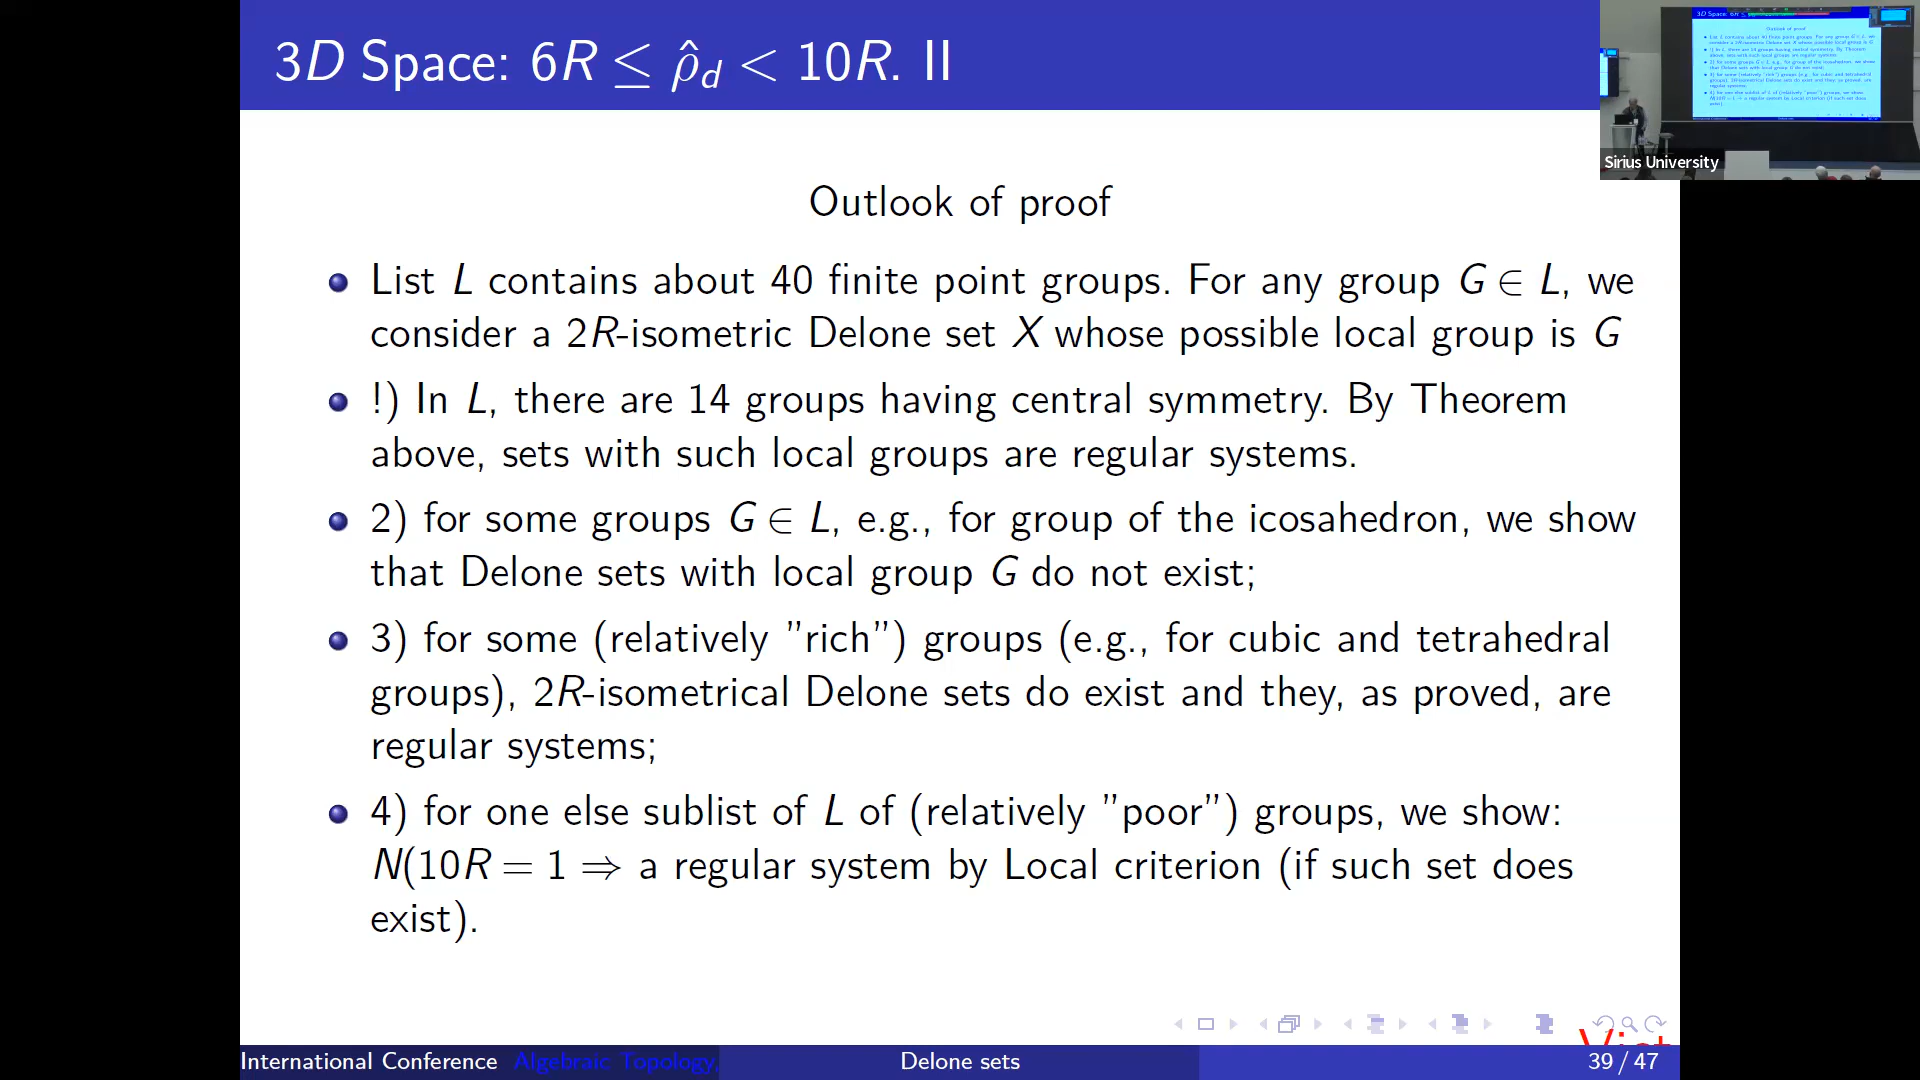 3D Space: 6R ≤ ρ̂_d < 10R. II
Sirius University
Outlook of proof
List L contains about 40 finite point groups. For any group G ∈ L, we
consider a 2R-isometric Delone set X whose possible local group is G
!) In L, there are 14 groups having central symmetry. By Theorem
above, sets with such local groups are regular systems.
2) for some groups G ∈ L, e.g., for group of the icosahedron, we show
that Delone sets with local group G do not exist;
3) for some (relatively ”rich”) groups (e.g., for cubic and tetrahedral
groups), 2R-isometrical Delone sets do exist and they, as proved, are
regular systems;
4) for one else sublist of L of (relatively ”poor”) groups, we show:
N(10R = 1 ⇒ a regular system by Local criterion (if such set does
exist).
International Conference Algebraic Topology,
Delone sets
39 / 47